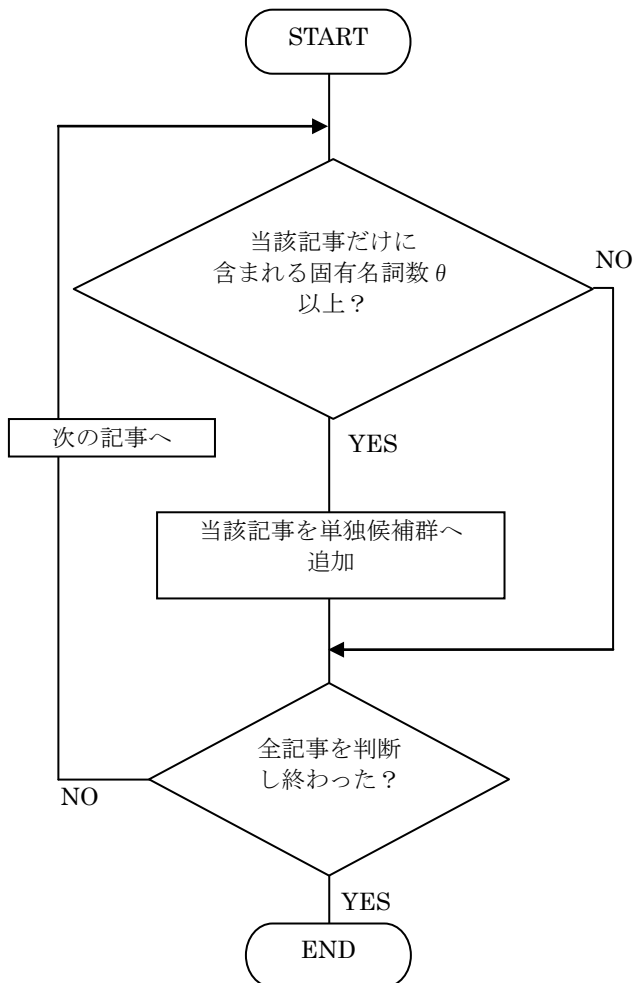 START
当該記事だけに
含まれる固有名詞数θ
以上?
NO
YES
次の記事へ
当該記事を単独候補群へ
追加
全記事を判断
し終わった?
NO
YES
END